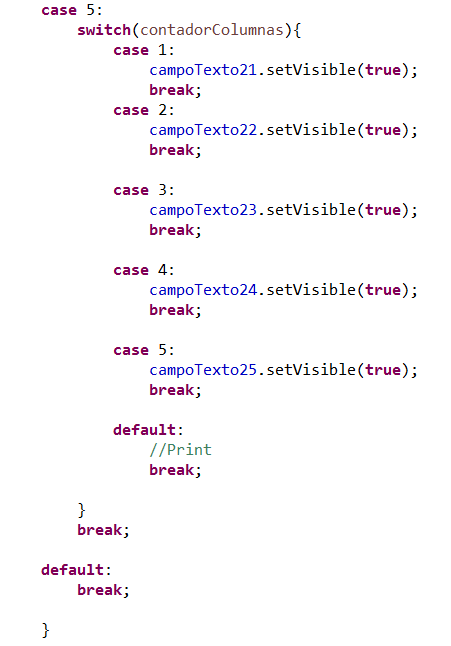 case 5:
switch(contadorColumnas){
case 1:
campoTexto21.setVisible(true);
break;
case 2:
campoTexto22.setVisible(true);
break;
case 3:
campoTexto23.setVisible(true);
break;
case 4:
campoTexto24.setVisible(true);
break;
case 5:
campoTexto25.setVisible(true);
break;
default:
//Print
break;
}
break;
default:
break;
}